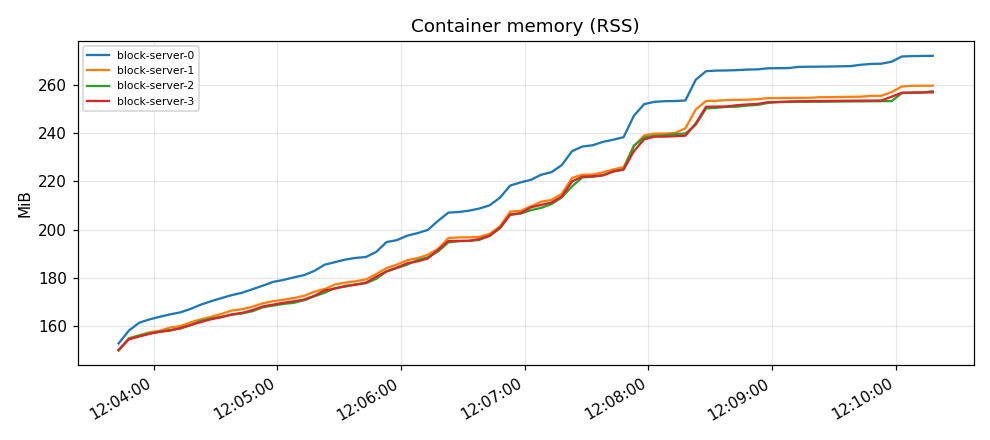 Container memory (RSS)
block-server-0
block-server-1
block-server-2
block-server-3
MiB
260
240
220
200
180
160
12:04:00
12:05:00
12:06:00
12:07:00
12:08:00
12:09:00
12:10:00